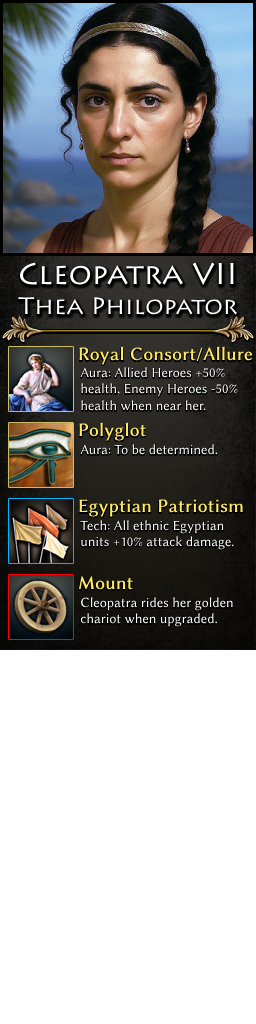 Cleopatra VII
Thea Philopator
Royal Consort/Allure
Aura: Allied Heroes +50%
health, Enemy Heroes -50%
health when near her.
Polyglot
Aura: To be determined.
Egyptian Patriotism
Tech: All ethnic Egyptian
units +10% attack damage.
Mount
Cleopatra rides her golden
chariot when upgraded.